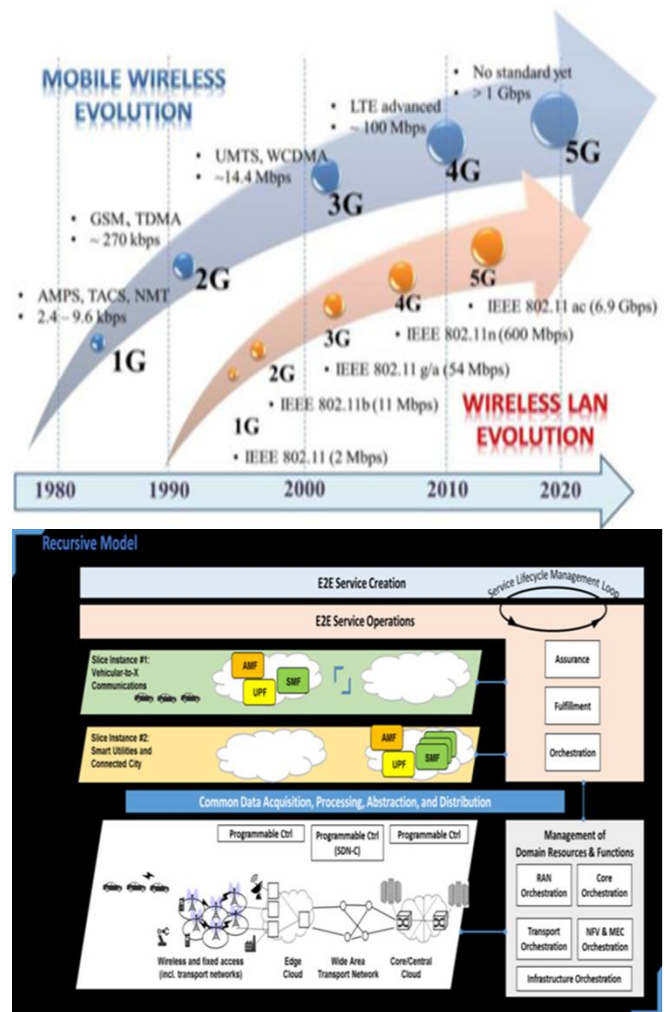 MOBILE WIRELESS
EVOLUTION
• No standard yet
• > 1 Gbps
5G
• LTE advanced
• ~ 100 Mbps
4G
• UMTS, WCDMA
• ~14.4 Mbps
3G
• GSM, TDMA
• ~ 270 kbps
2G
• AMPS, TACS, NMT
• 2.4 – 9.6 kbps
1G
5G
• IEEE 802.11 ac (6.9 Gbps)
4G
• IEEE 802.11n (600 Mbps)
3G
• IEEE 802.11 g/a (54 Mbps)
2G
• IEEE 802.11b (11 Mbps)
1G
• IEEE 802.11 (2 Mbps)
WIRELESS LAN
EVOLUTION
1980 1990 2000 2010 2020
Recursive Model
E2E Service Creation
Service Lifecycle Management Loop
E2E Service Operations
Slice Instance #1:
Vehicular-to-X
Communications
AMF
SMF
UPF
Assurance
Fulfillment
Orchestration
Slice Instance #2:
Smart Utilities and
Connected City
AMF
SMF
UPF
Common Data Acquisition, Processing, Abstraction, and Distribution
Programmable Ctrl
Programmable Ctrl
(SDN-C)
Programmable Ctrl
Wireless and fixed access
(incl. transport networks)
Edge
Cloud
Wide Area
Transport Network
Core/Central
Cloud
Management of
Domain Resources & Functions
RAN
Orchestration
Core
Orchestration
Transport
Orchestration
NFV & MEC
Orchestration
Infrastructure Orchestration